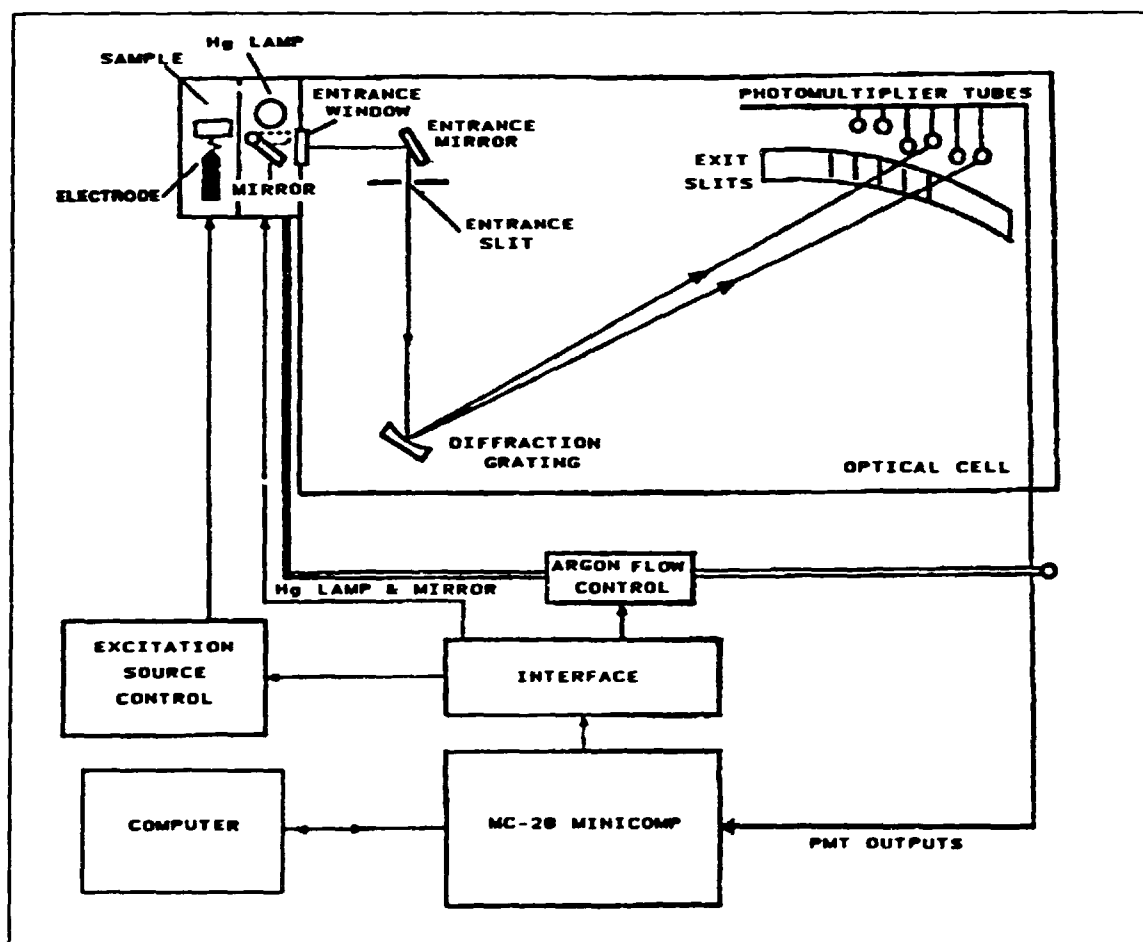 Hg LAMP
SAMPLE
ENTRANCE
WINDOW
ENTRANCE
MIRROR
PHOTOMULTIPLIER TUBES
EXIT
SLITS
ELECTRODE
MIRROR
ENTRANCE
SLIT
DIFFRACTION
GRATING
OPTICAL CELL
ARGON FLOW
CONTROL
Hg LAMP & MIRROR
EXCITATION
SOURCE
CONTROL
INTERFACE
COMPUTER
MC-20 MINICOMP
PMT OUTPUTS